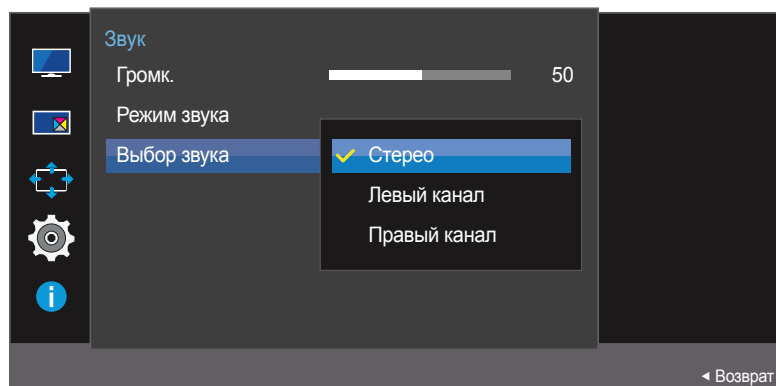 Звук
Громк. 50
Режим звука
Выбор звука
Стерео
Левый канал
Правый канал
Возврат